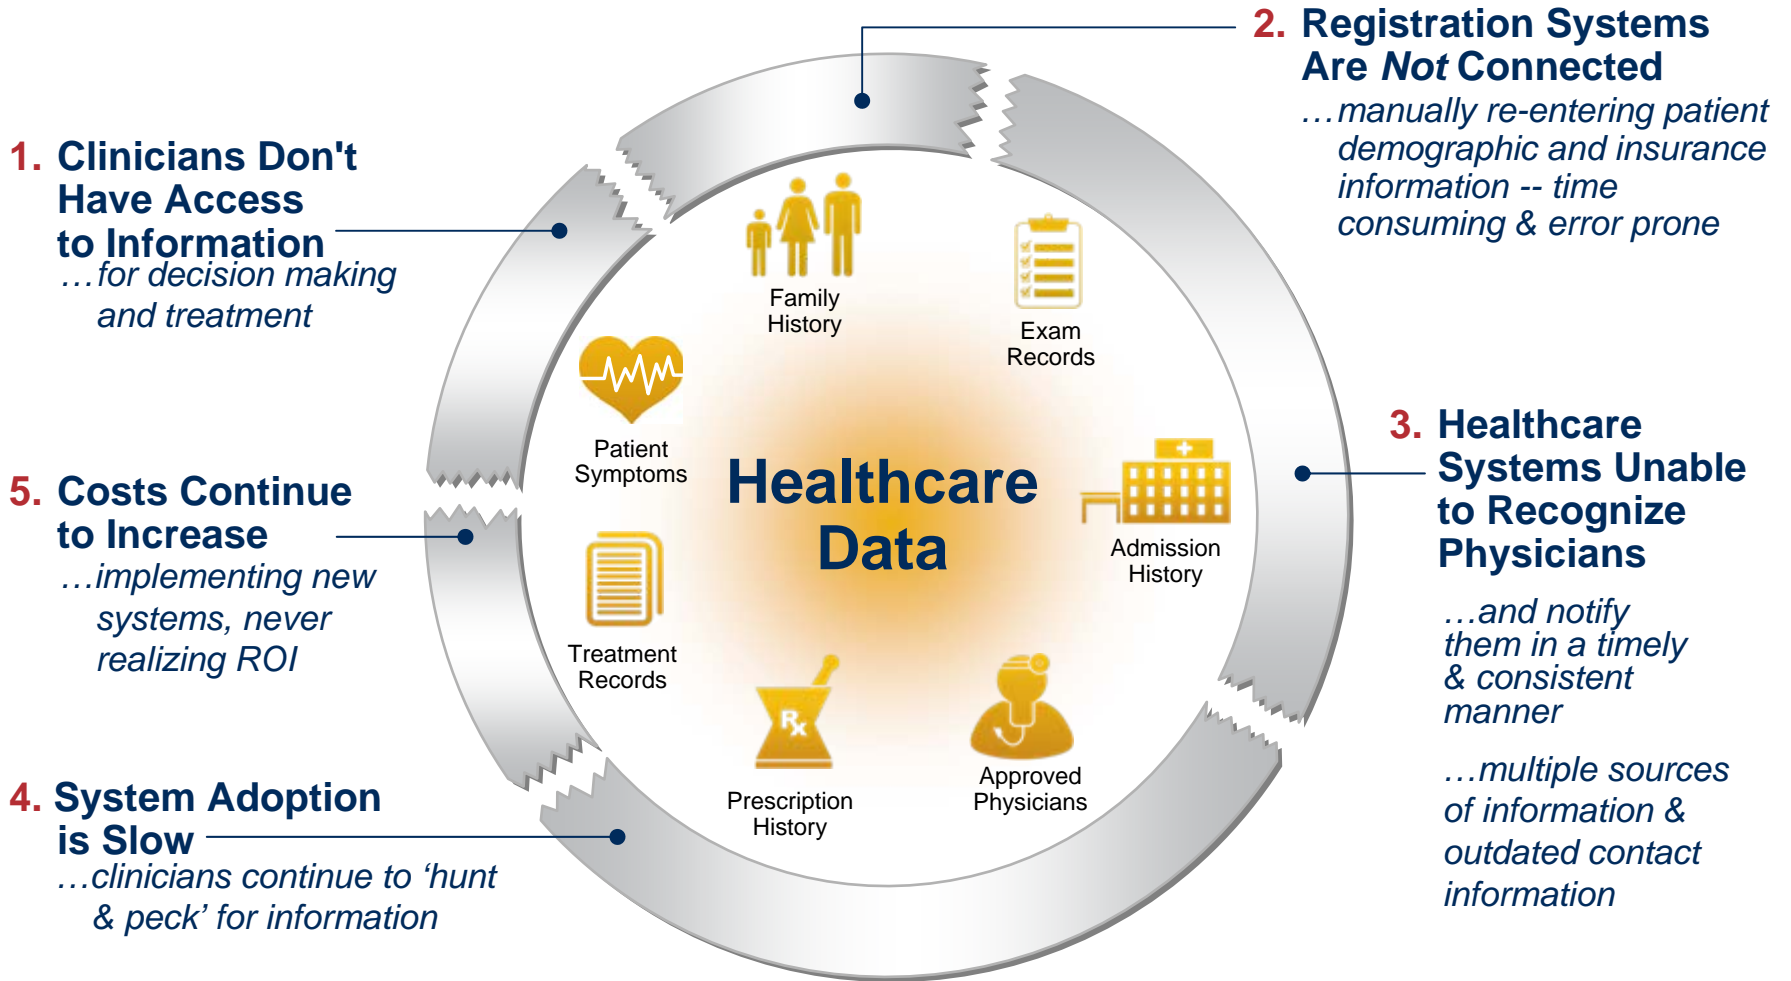 1. Clinicians Don't
Have Access
to Information
…for decision making
and treatment
2. Registration Systems
Are Not Connected
…manually re-entering patient
demographic and insurance
information -- time
consuming & error prone
3. Healthcare
Systems Unable
to Recognize
Physicians
…and notify
them in a timely
& consistent
manner
…multiple sources
of information &
outdated contact
information
4. System Adoption
is Slow
…clinicians continue to ‘hunt
& peck’ for information
5. Costs Continue
to Increase
…implementing new
systems, never
realizing ROI
Healthcare
Data
Family
History
Exam
Records
Admission
History
Approved
Physicians
Rx
Prescription
History
Treatment
Records
Patient
Symptoms